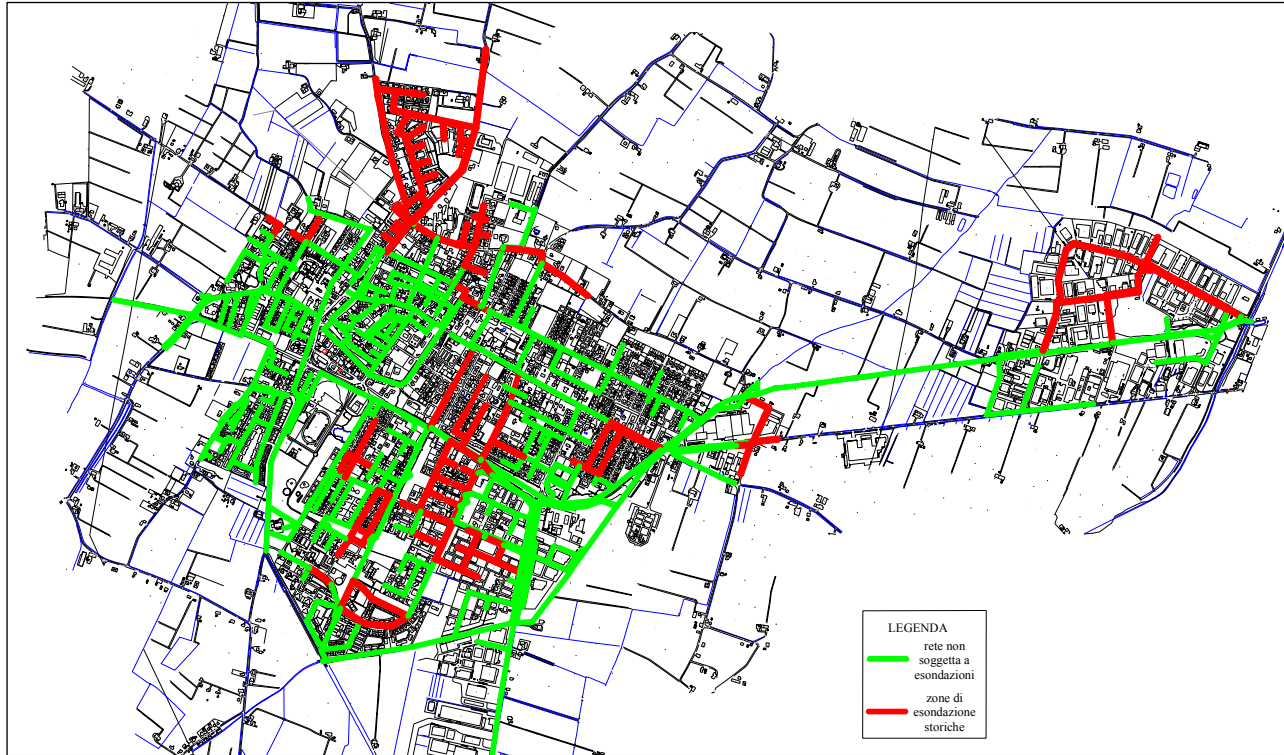 LEGENDA
rete non
soggetta a
esondazioni
zone di
esondazione
storiche